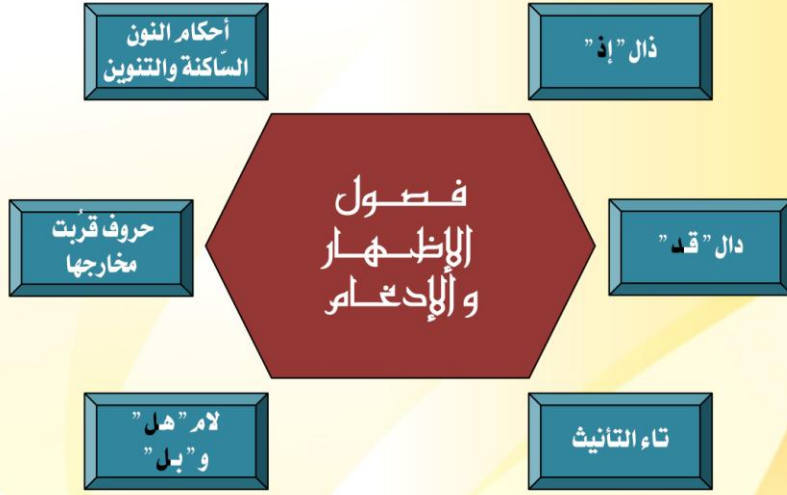 فصول
الإظهار
والإدغام
ذال "إذ"
دال "قد"
تاء التأنيث
لام "هل"
و"بل"
حروف قرُبت
مخارجها
أحكام النون
السّاكنة والتنوين